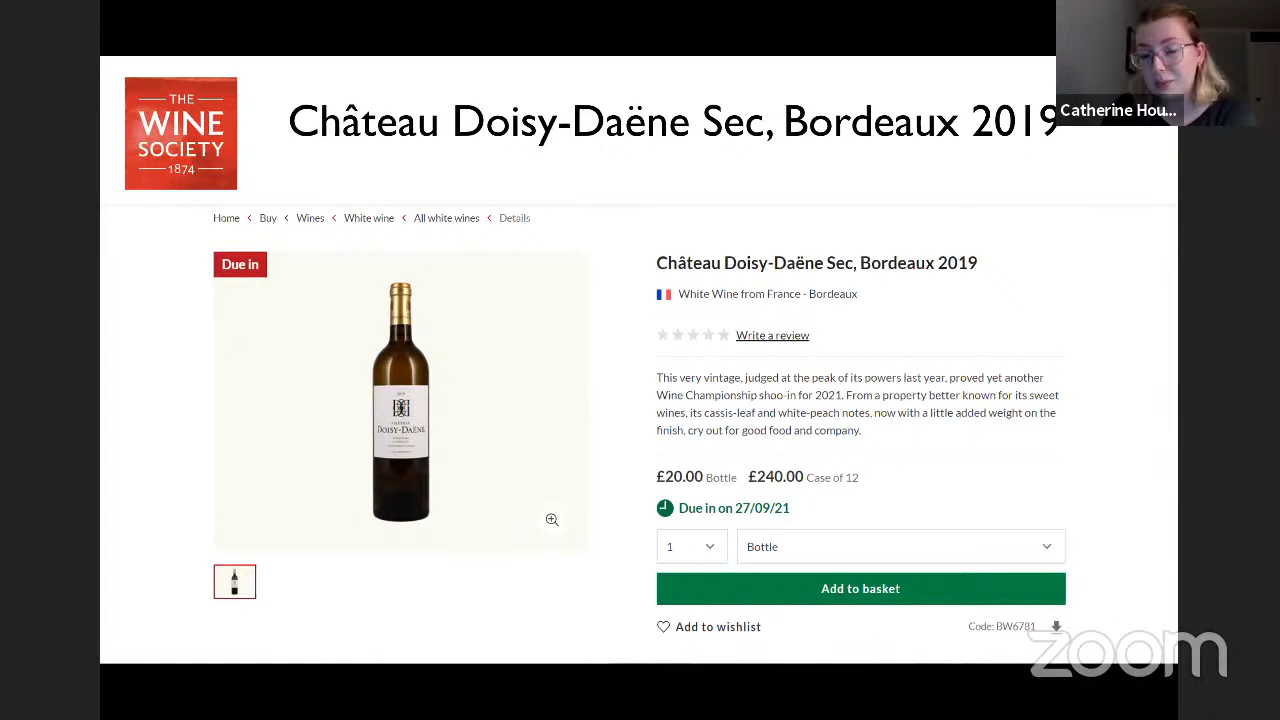 THE
WINE
SOCIETY
1874
Château Doisy-Daëne Sec, Bordeaux 2019
Catherine Hou...
Home < Buy < Wines < White wine < All white wines < Details
Due in
DOISY-DAËNE
Château Doisy-Daëne Sec, Bordeaux 2019
White Wine from France - Bordeaux
Write a review
This very vintage, judged at the peak of its powers last year, proved yet another
Wine Championship shoo-in for 2021. From a property better known for its sweet
wines, its cassis-leaf and white-peach notes, now with a little added weight on the
finish, cry out for good food and company.
£20.00 Bottle £240.00 Case of 12
Due in on 27/09/21
1 Bottle
Add to basket
Add to wishlist
Code: BW6781
zoom